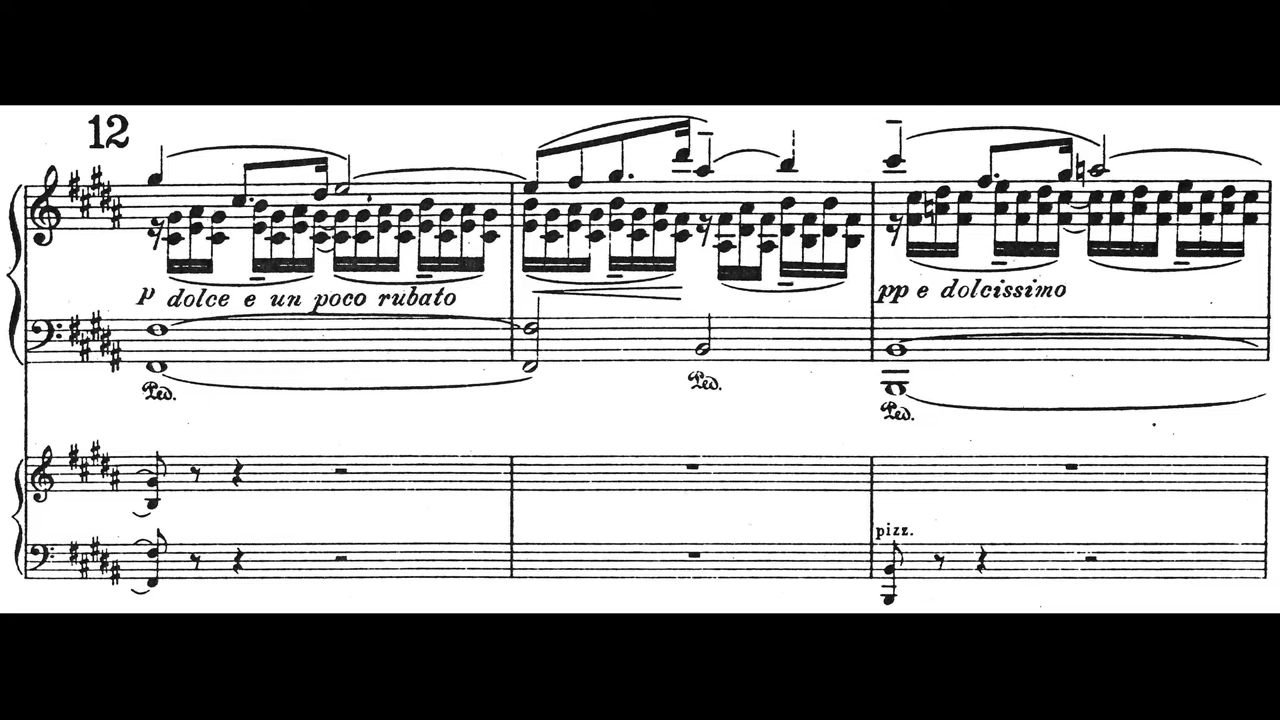 12
p dolce e un poco rubato
pp e dolcissimo
Ped.
Ped.
Ped.
pizz.